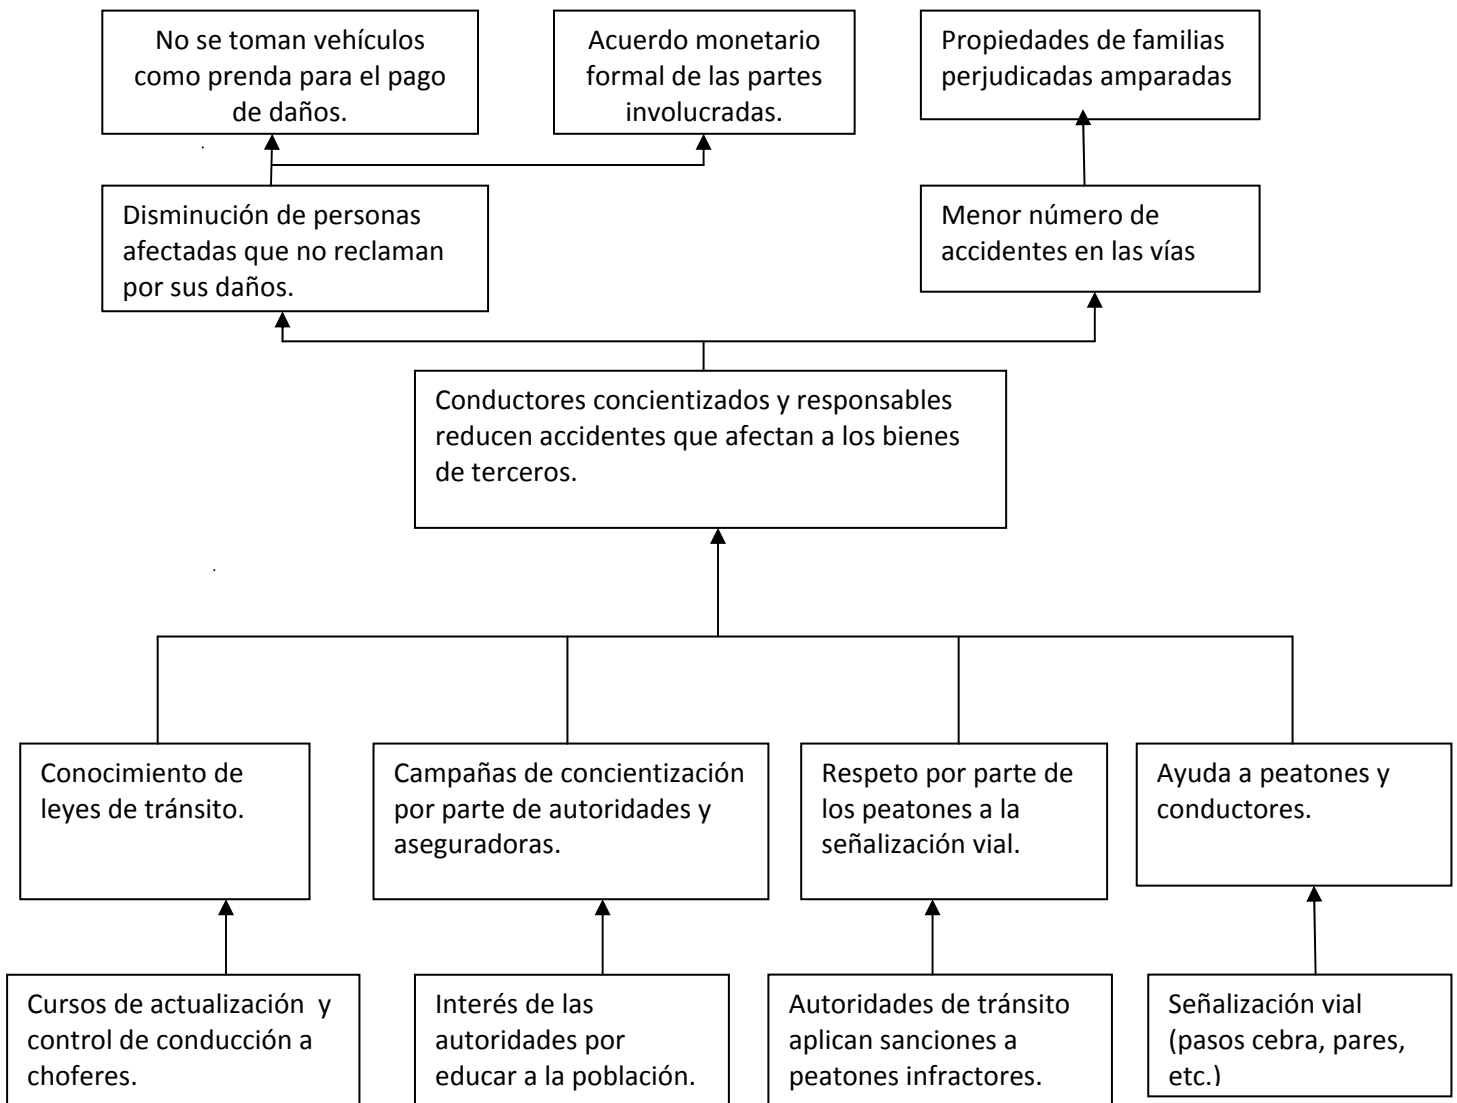 No se toman vehículos
como prenda para el pago
de daños.
Acuerdo monetario
formal de las partes
involucradas.
Propiedades de familias
perjudicadas amparadas
Disminución de personas
afectadas que no reclaman
por sus daños.
Menor número de
accidentes en las vías
Conductores concientizados y responsables
reducen accidentes que afectan a los bienes
de terceros.
Conocimiento de
leyes de tránsito.
Campañas de concientización
por parte de autoridades y
aseguradoras.
Respeto por parte de
los peatones a la
señalización vial.
Ayuda a peatones y
conductores.
Cursos de actualización y
control de conducción a
choferes.
Interés de las
autoridades por
educar a la población.
Autoridades de tránsito
aplican sanciones a
peatones infractores.
Señalización vial
(pasos cebra, pares,
etc.)